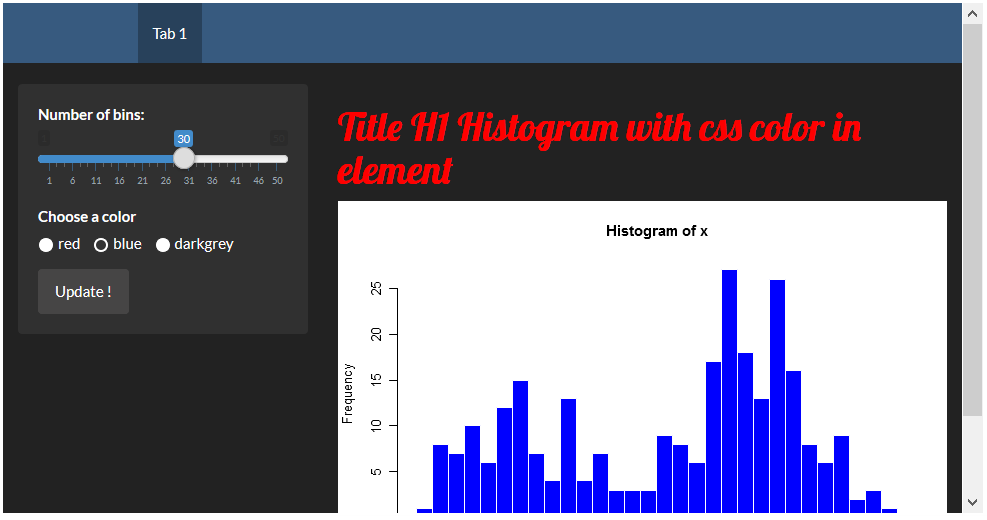 Tab 1
Number of bins:
30
1 6 11 16 21 26 31 36 41 46 50
Choose a color
red blue darkgrey
Update !
Title H1 Histogram with css color in
element
Histogram of x
Frequency
25
20
15
10
5